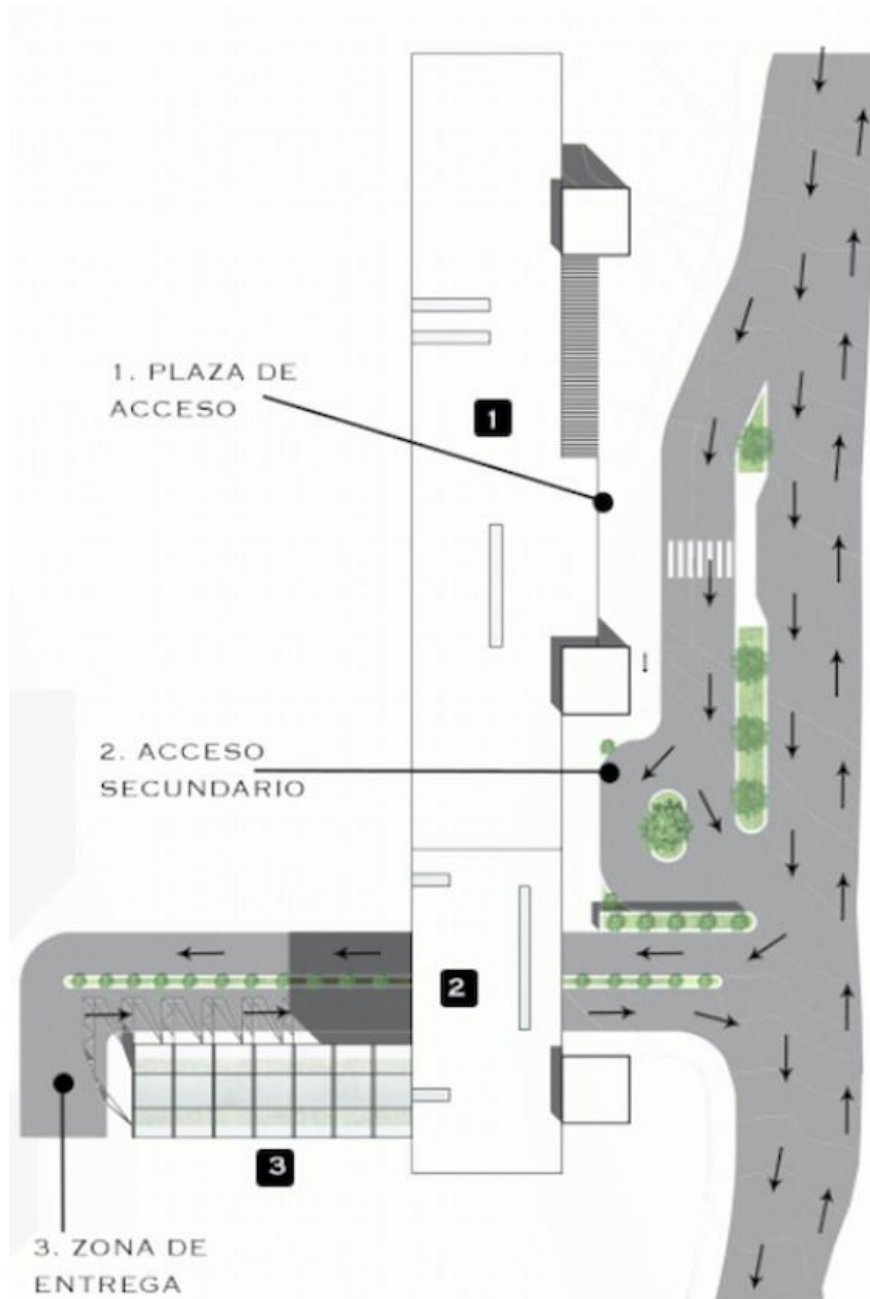 1. PLAZA DE
ACCESO
1
2. ACCESO
SECUNDARIO
2
3
3. ZONA DE
ENTREGA